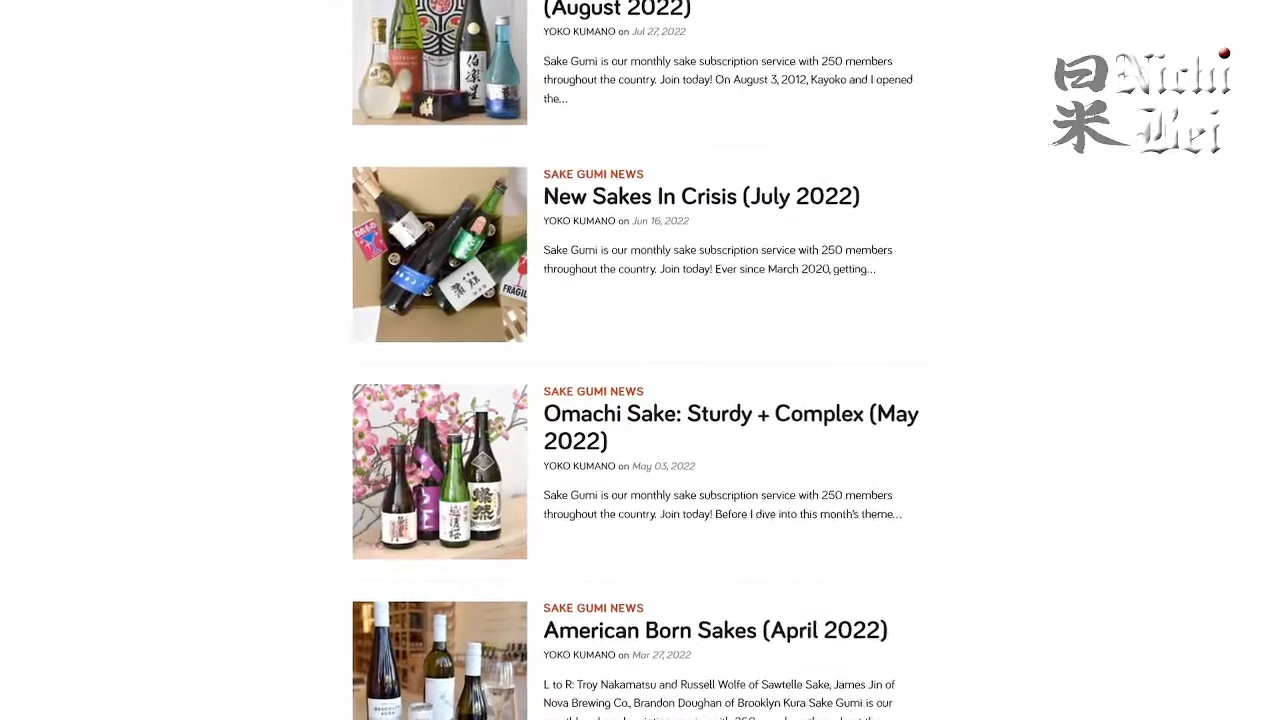 (August 2022)
YOKO KUMANO on Jul 27, 2022
Sake Gumi is our monthly sake subscription service with 250 members
throughout the country. Join today! On August 3, 2012, Kayoko and I opened
the...
日米
Nichi
Bei
SAKE GUMI NEWS
New Sakes In Crisis (July 2022)
YOKO KUMANO on Jun 16, 2022
Sake Gumi is our monthly sake subscription service with 250 members
throughout the country. Join today! Ever since March 2020, getting...
FRAGILE
SAKE GUMI NEWS
Omachi Sake: Sturdy + Complex (May
2022)
YOKO KUMANO on May 03, 2022
Sake Gumi is our monthly sake subscription service with 250 members
throughout the country. Join today! Before I dive into this month's theme...
SAKE GUMI NEWS
American Born Sakes (April 2022)
YOKO KUMANO on Mar 27, 2022
L to R: Troy Nakamatsu and Russell Wolfe of Sawtelle Sake, James Jin of
Nova Brewing Co., Brandon Doughan of Brooklyn Kura Sake Gumi is our